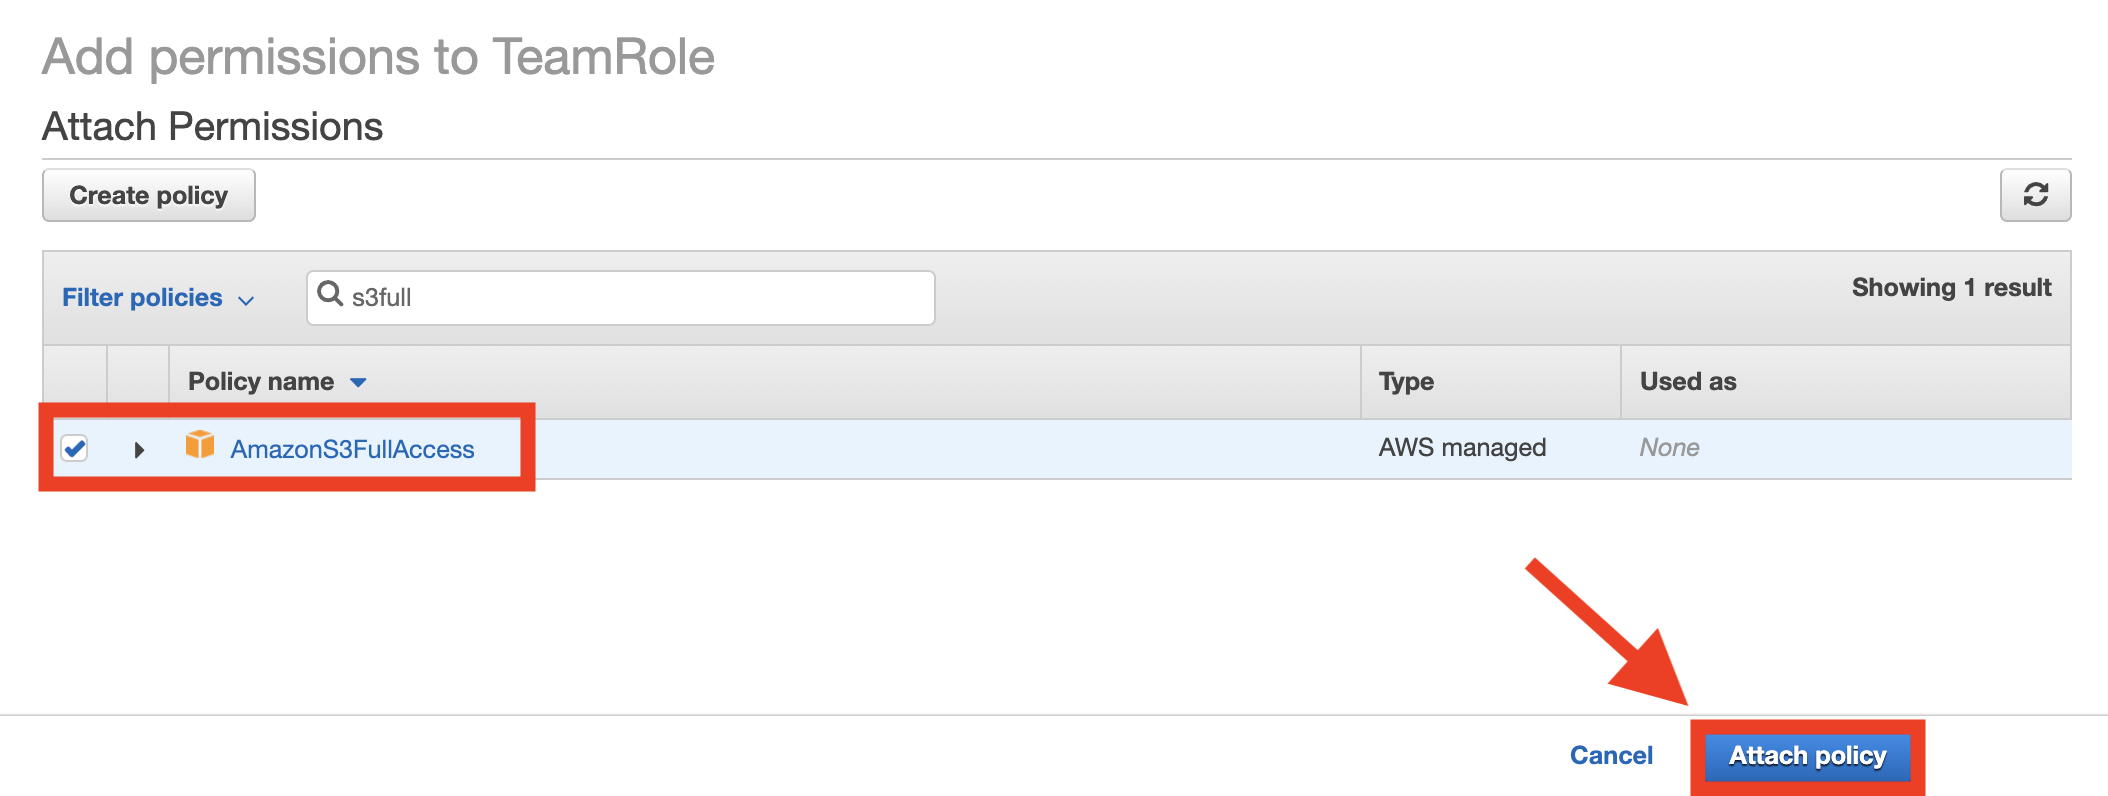 Add permissions to TeamRole
Attach Permissions
Create policy
Filter policies
s3full
Showing 1 result
Policy name
Type
Used as
AmazonS3FullAccess
AWS managed
None
Cancel
Attach policy